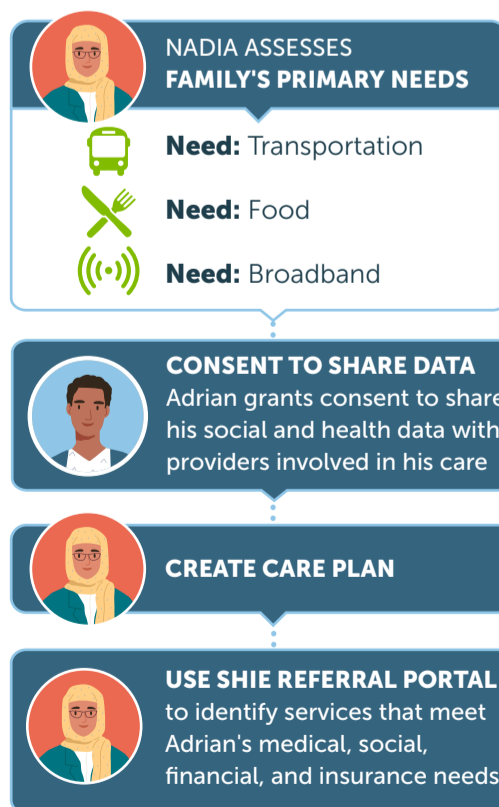 NADIA ASSESSES
FAMILY'S PRIMARY NEEDS
Need: Transportation
Need: Food
Need: Broadband
CONSENT TO SHARE DATA
Adrian grants consent to share
his social and health data with
providers involved in his care
CREATE CARE PLAN
USE SHIE REFERRAL PORTAL
to identify services that meet
Adrian's medical, social,
financial, and insurance needs